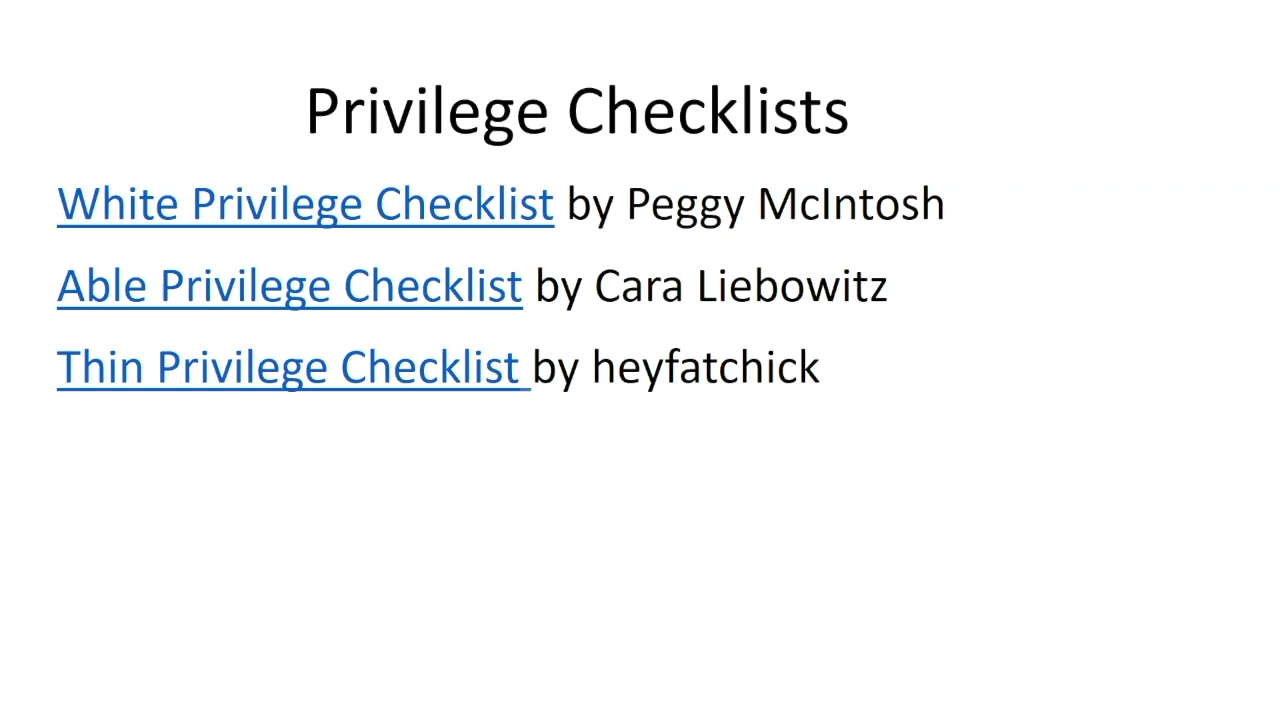 Privilege Checklists
White Privilege Checklist by Peggy McIntosh
Able Privilege Checklist by Cara Liebowitz
Thin Privilege Checklist by heyfatchick